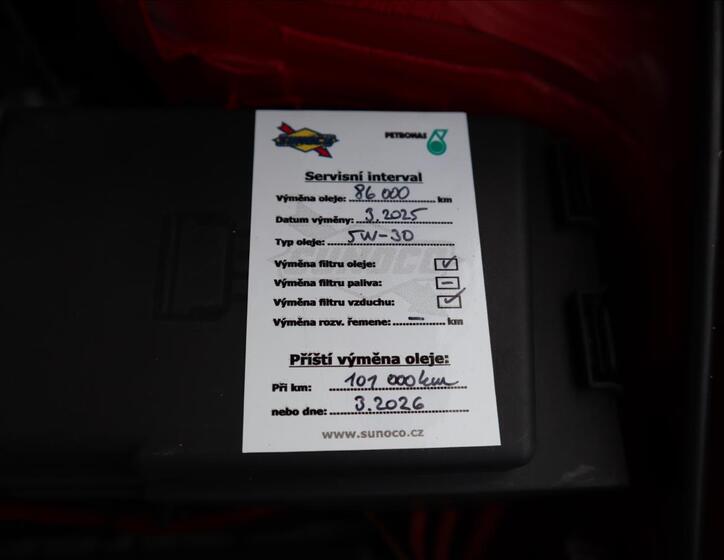 SUNOCO PETRONAS
Servisní interval
Výměna oleje: 86 000 km
Datum výměny: 3.2025
Typ oleje: 5W-30
Výměna filtru oleje: ✓
Výměna filtru paliva: –
Výměna filtru vzduchu: ✓
Výměna rozv. řemene: – km
Příští výměna oleje:
Při km: 101 000km
nebo dne: 3.2026
www.sunoco.cz
SUNOCO